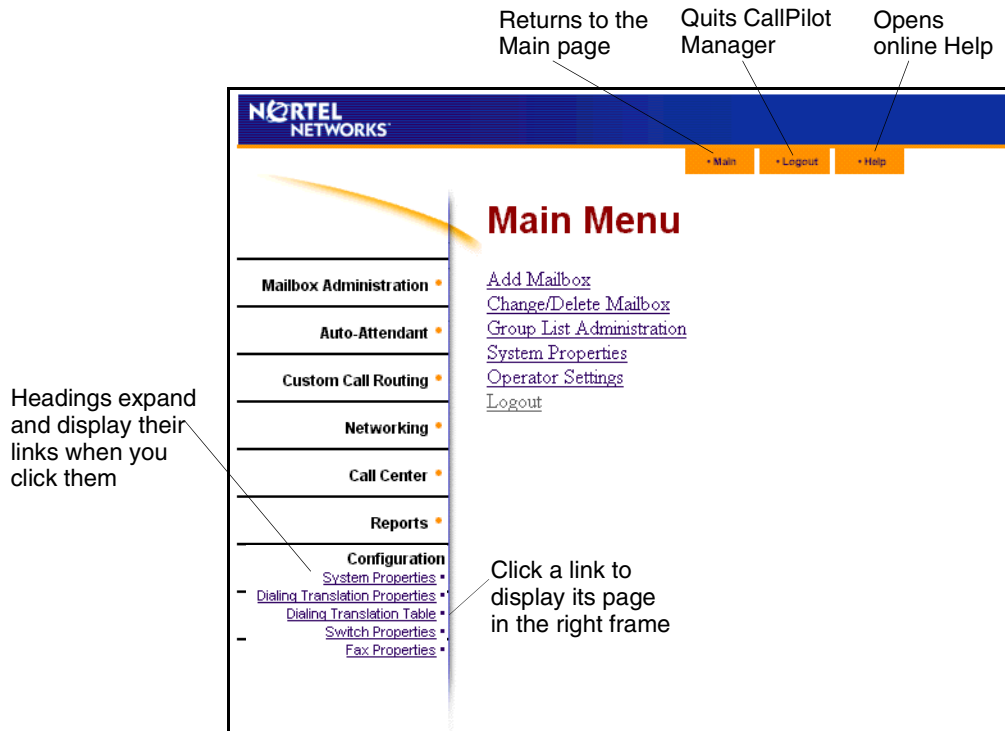 Returns to the
Main page
Quits CallPilot
Manager
Opens
online Help
NORTEL
NETWORKS
• Main
• Logout
• Help
Main Menu
Mailbox Administration •
Auto-Attendant •
Custom Call Routing •
Networking •
Call Center •
Reports •
Configuration
System Properties ▪
Dialing Translation Properties ▪
Dialing Translation Table ▪
Switch Properties ▪
Fax Properties ▪
Add Mailbox
Change/Delete Mailbox
Group List Administration
System Properties
Operator Settings
Logout
Headings expand
and display their
links when you
click them
Click a link to
display its page
in the right frame